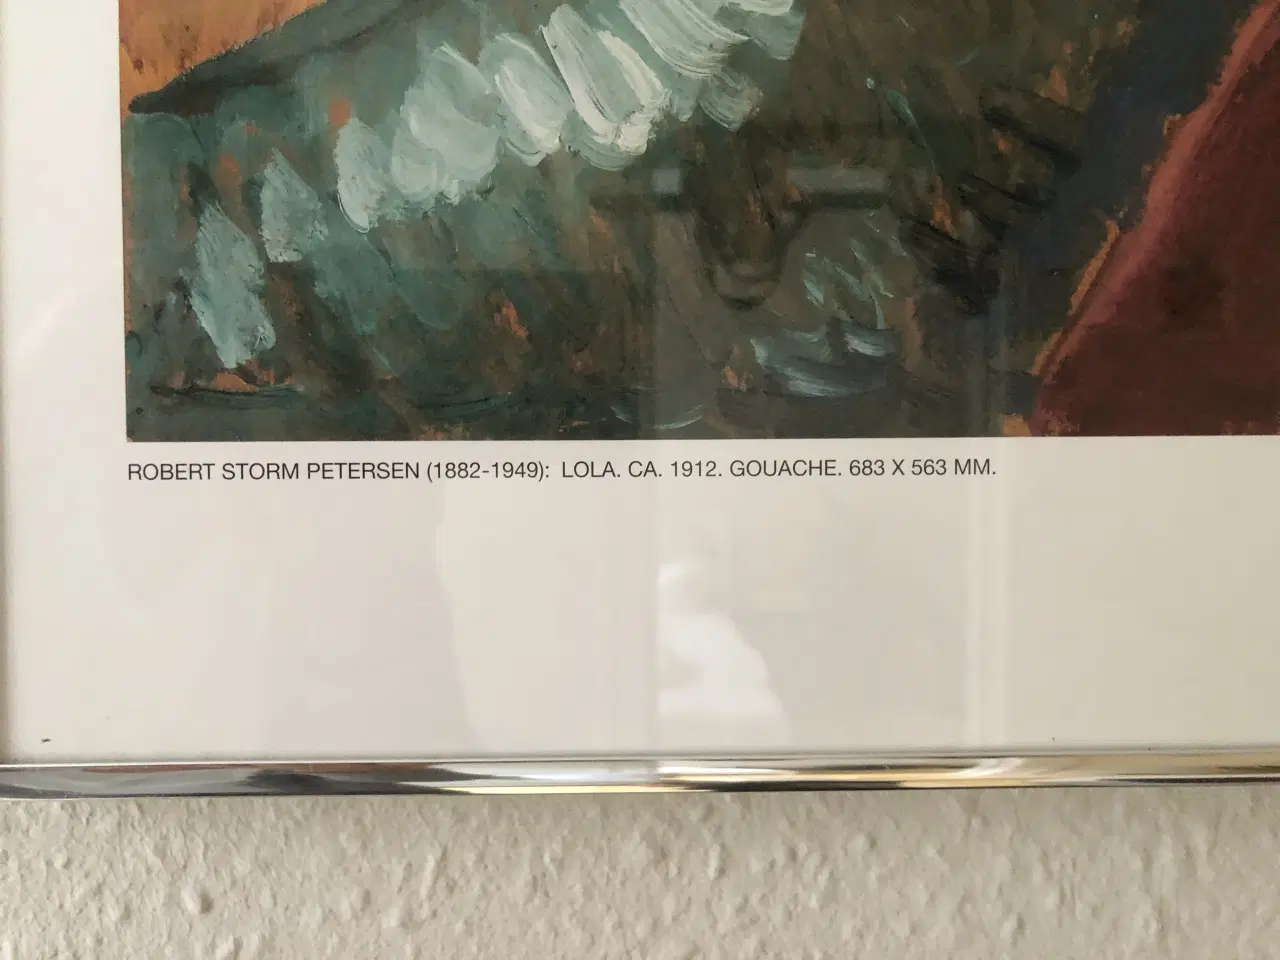 ROBERT STORM PETERSEN (1882-1949): LOLA. CA. 1912. GOUACHE. 683 X 563 MM.